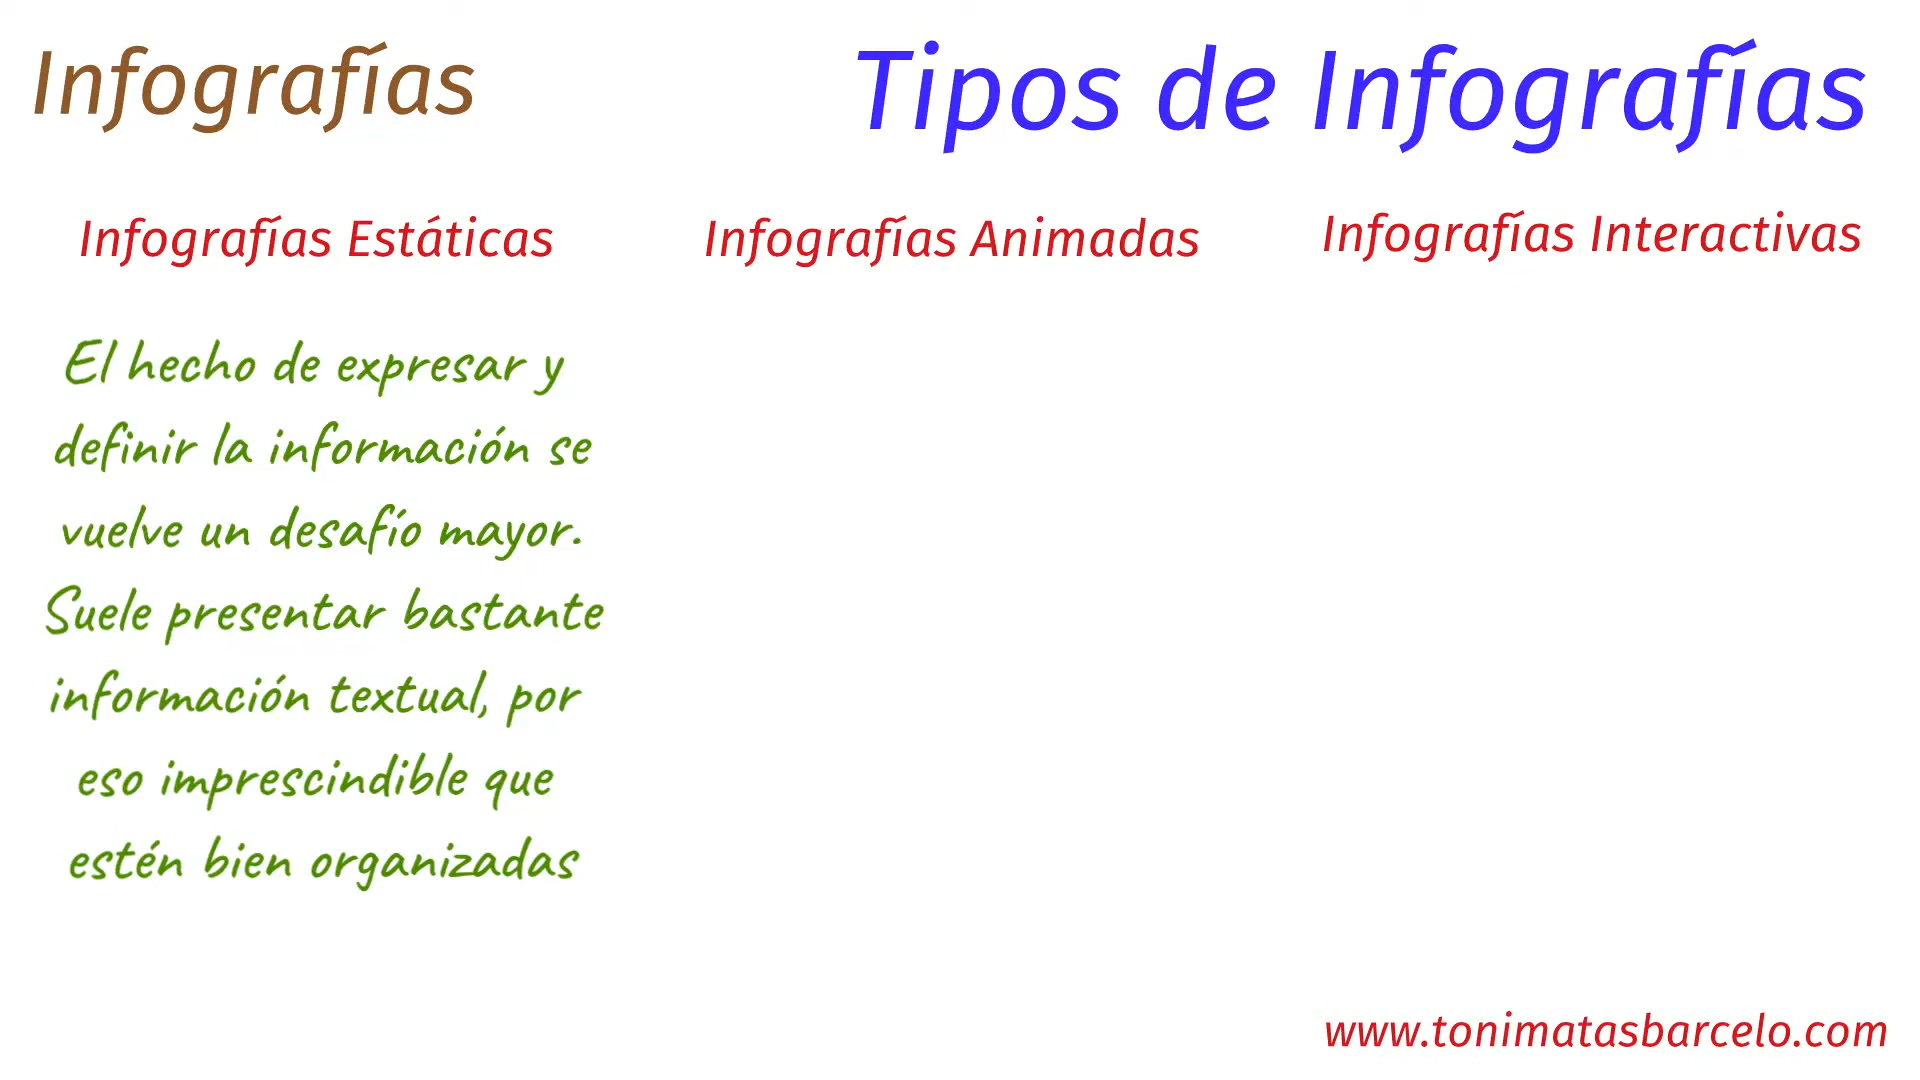 Infografías
Tipos de Infografías
Infografías Estáticas
Infografías Animadas
Infografías Interactivas
El hecho de expresar y
definir la información se
vuelve un desafío mayor.
Suele presentar bastante
información textual, por
eso imprescindible que
estén bien organizadas
www.tonimatasbarcelo.com